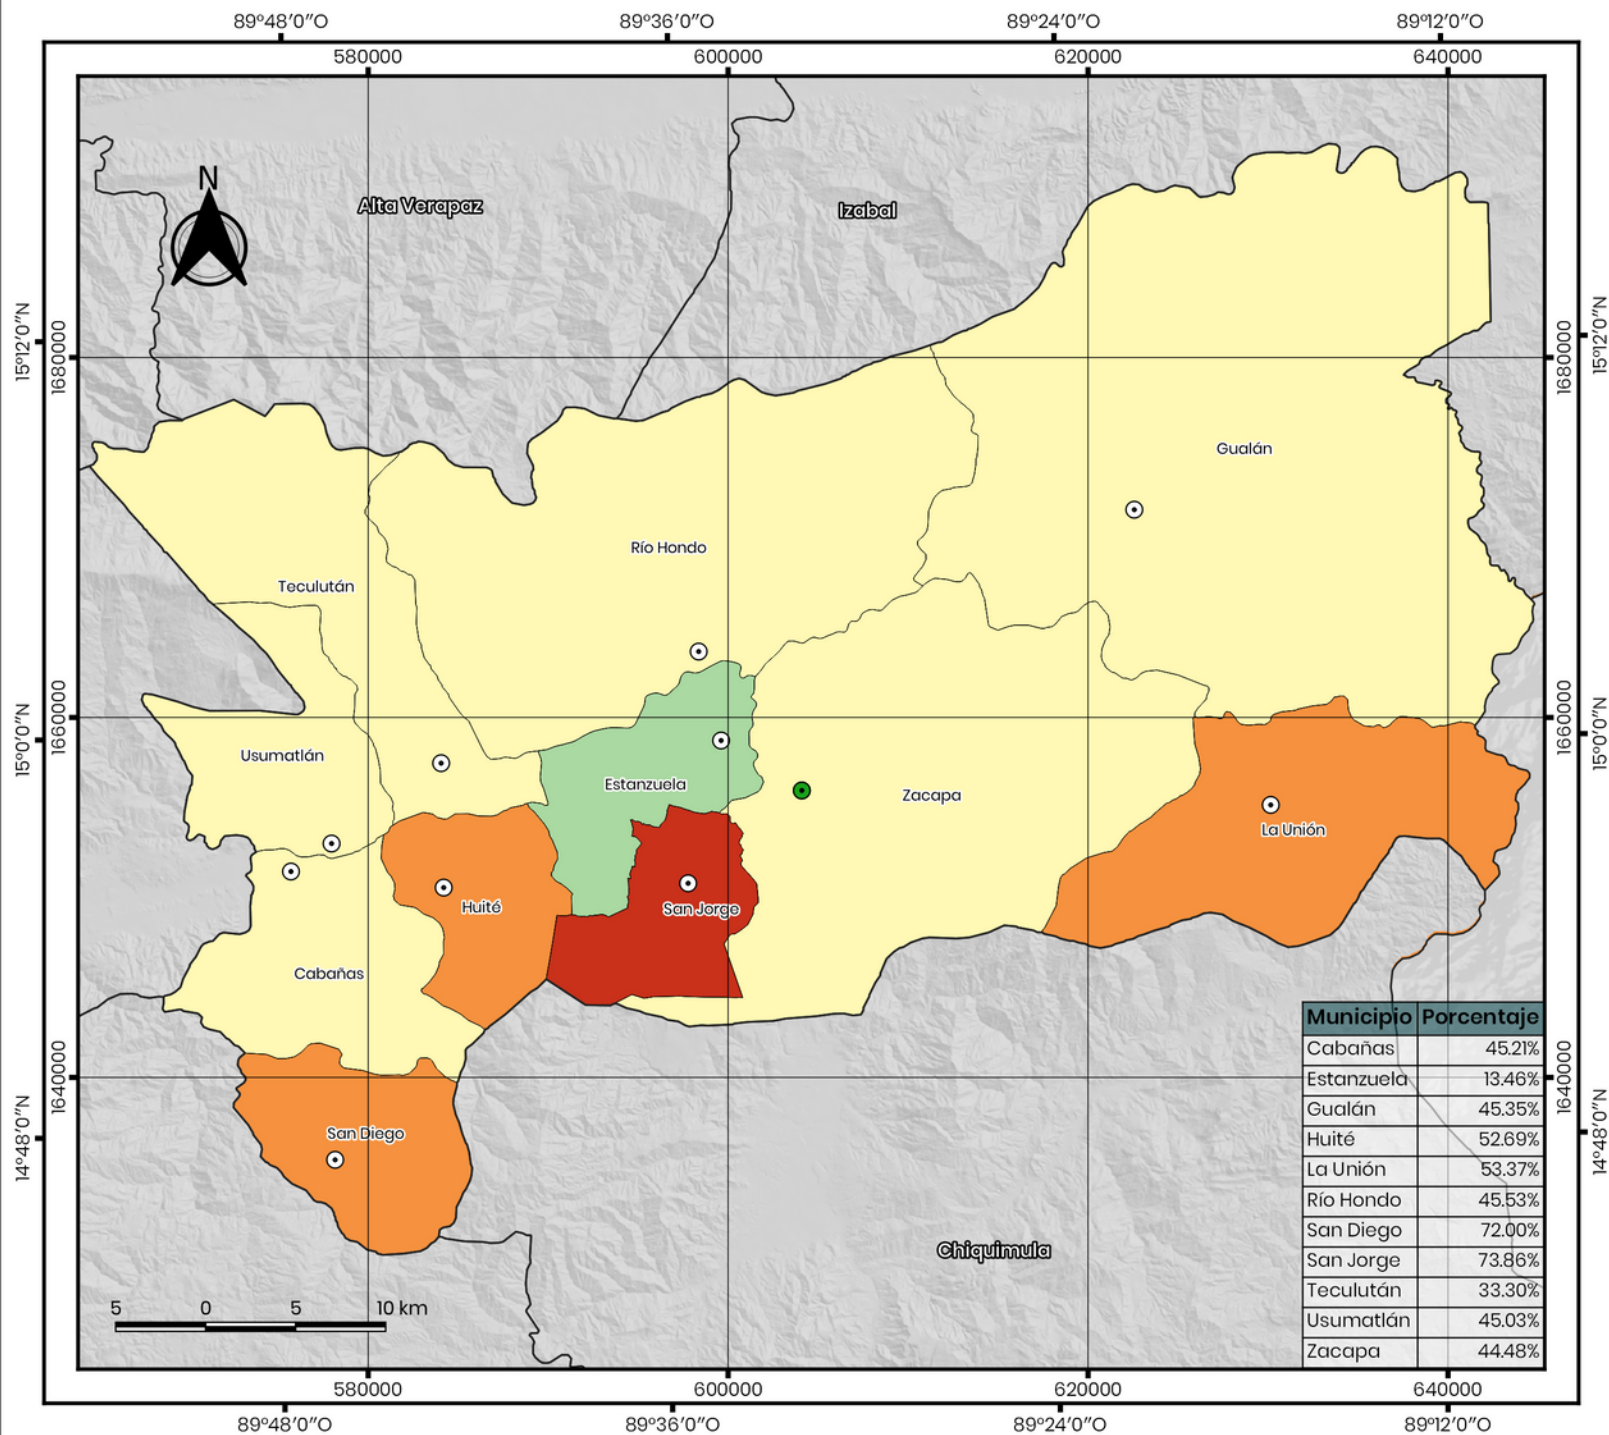 89°48'0"O 89°36'0"O 89°24'0"O 89°12'0"O
580000 600000 620000 640000
N
Alta Verapaz
Izabal
15°12'0"N
1680000
1680000
15°12'0"N
Gualán
Río Hondo
Teculután
15°0'0"N
1660000
1660000
15°0'0"N
Usumatlán
Estanzuela
Zacapa
La Unión
Huité
San Jorge
Cabañas
14°48'0"N
1640000
1640000
14°48'0"N
San Diego
Chiquimula
Municipio Porcentaje
Cabañas 45.21%
Estanzuela 13.46%
Gualán 45.35%
Huité 52.69%
La Unión 53.37%
Río Hondo 45.53%
San Diego 72.00%
San Jorge 73.86%
Teculután 33.30%
Usumatlán 45.03%
Zacapa 44.48%
5 0 5 10 km
580000 600000 620000 640000
89°48'0"O 89°36'0"O 89°24'0"O 89°12'0"O